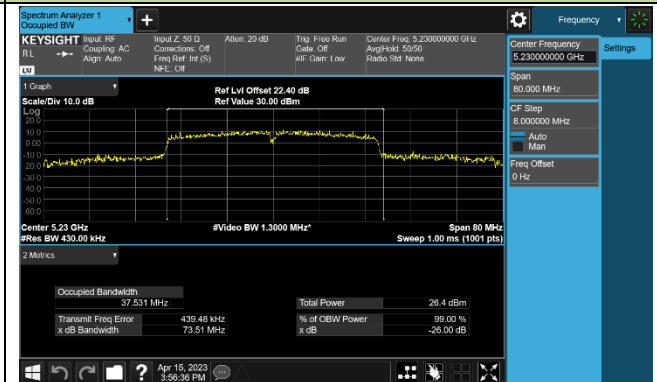 Spectrum Analyzer 1
Occupied BW
+
Frequency
KEYSIGHT
RL
LXI
Input: RF
Coupling: AC
Align: Auto
Input Z: 50 Ω
Corrections: Off
Freq Ref: Int (S)
NFE: Off
Atten: 20 dB
Trig: Free Run
Gate: Off
#IF Gain: Low
Center Freq: 5.230000000 GHz
Avg|Hold: 50/50
Radio Std: None
Center Frequency
5.230000000 GHz
Settings
Span
80.000 MHz
CF Step
8.000000 MHz
Auto
Man
Freq Offset
0 Hz
1 Graph
Scale/Div 10.0 dB
Ref Lvl Offset 22.40 dB
Ref Value 30.00 dBm
Log
20.0
10.0
0.00
-10.0
-20.0
-30.0
-40.0
-50.0
-60.0
Center 5.23 GHz
#Video BW 1.3000 MHz*
Span 80 MHz
#Res BW 430.00 kHz
Sweep 1.00 ms (1001 pts)
2 Metrics
Occupied Bandwidth
37.531 MHz
Total Power 26.4 dBm
Transmit Freq Error 439.48 kHz
% of OBW Power 99.00 %
x dB Bandwidth 73.51 MHz
x dB -26.00 dB
?
Apr 15, 2023
3:56:36 PM